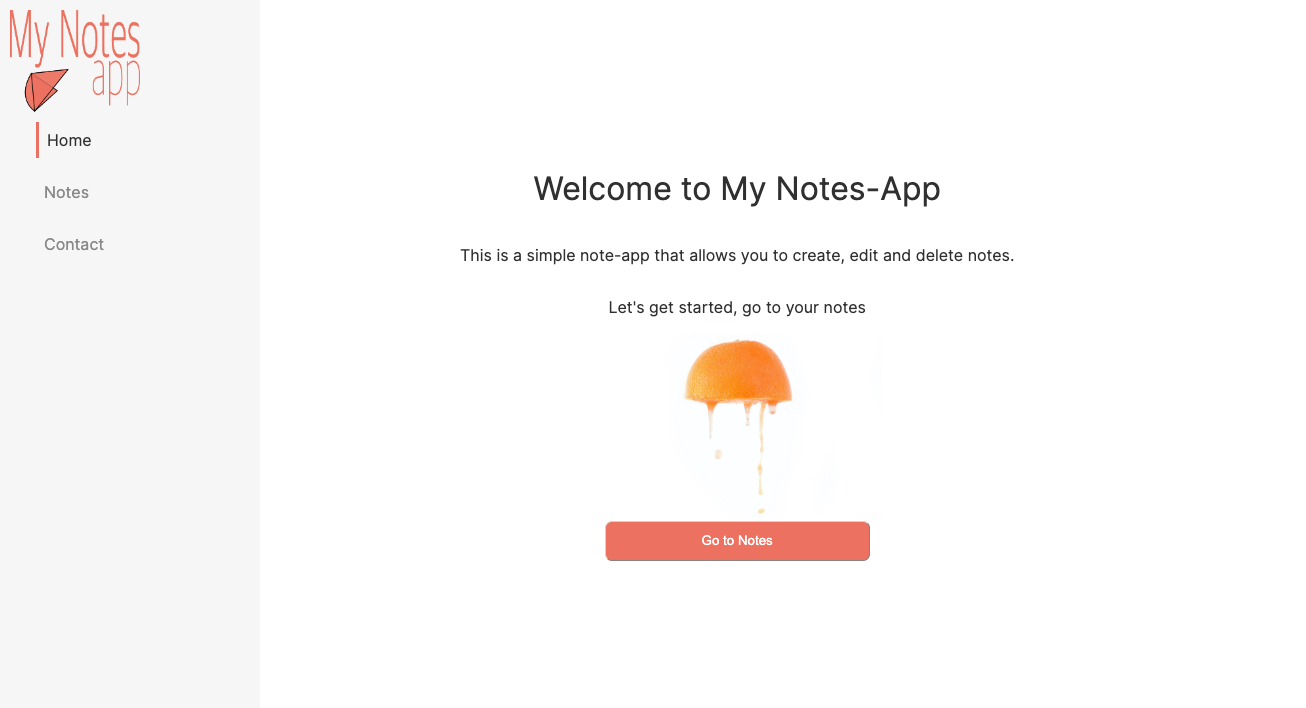 My Notes
app
Home
Notes
Contact
Welcome to My Notes-App
This is a simple note-app that allows you to create, edit and delete notes.
Let's get started, go to your notes
Go to Notes